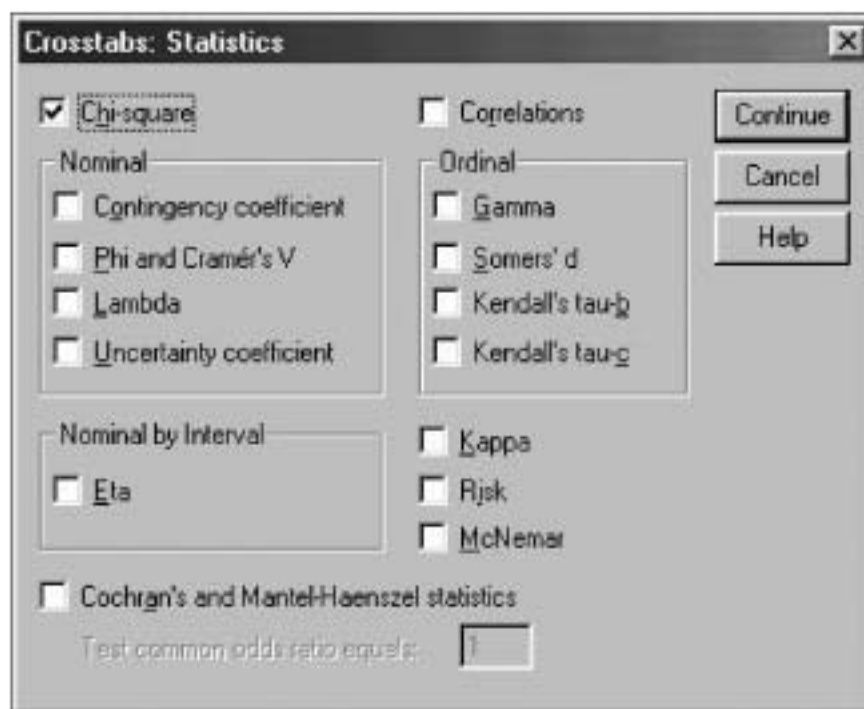 Crosstabs: Statistics
Chi-square
Correlations
Continue
Nominal
Contingency coefficient
Phi and Cramér's V
Lambda
Uncertainty coefficient
Ordinal
Gamma
Somers' d
Kendall's tau-b
Kendall's tau-c
Cancel
Help
Nominal by Interval
Eta
Kappa
Risk
McNemar
Cochran's and Mantel-Haenszel statistics
Test common odds ratio equals: 1